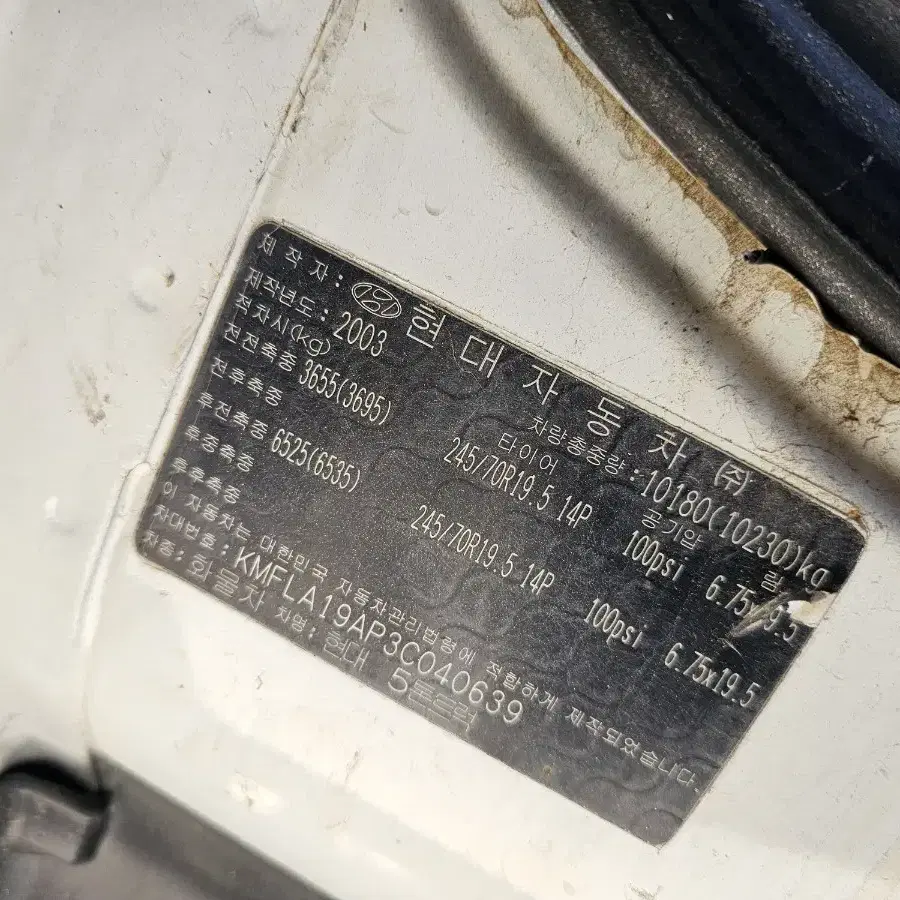 제 작 자 : 현 대 자 동 차 (주)
제작년도 : 2003 차량총중량 : 10180(10230)kg
적 차시(kg) 타이어 공기압 림
전전축중 3655(3695) 245/70R19.5 14P 100psi 6.75x19.5
전후축중
후전축중 6525(6535) 245/70R19.5 14P 100psi 6.75x19.5
후중축중
후후축중
이 자동차는 대한민국 자동차관리법령에 적합하게 제작되었습니다.
차대번호: KMFLA19AP3C040639
차종: 화물차 차명: 현대 5톤트럭